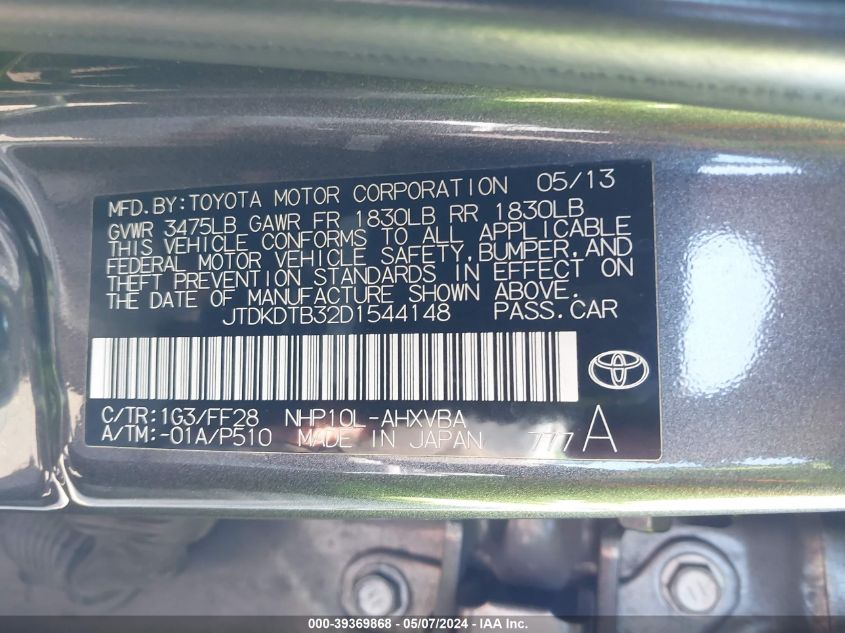 MFD.BY:TOYOTA MOTOR CORPORATION 05/13
GVWR 3475LB GAWR FR 1830LB RR 1830LB
THIS VEHICLE CONFORMS TO ALL APPLICABLE
FEDERAL MOTOR VEHICLE SAFETY,BUMPER,AND
THEFT PREVENTION STANDARDS IN EFFECT ON
THE DATE OF MANUFACTURE SHOWN ABOVE.
JTDKDTB32D1544148 PASS.CAR
C/TR:1G3/FF28 NHP10L-AHXVBA
A/TM:-01A/P510 MADE IN JAPAN 777 A
000-39369868 - 05/07/2024 - IAA Inc.